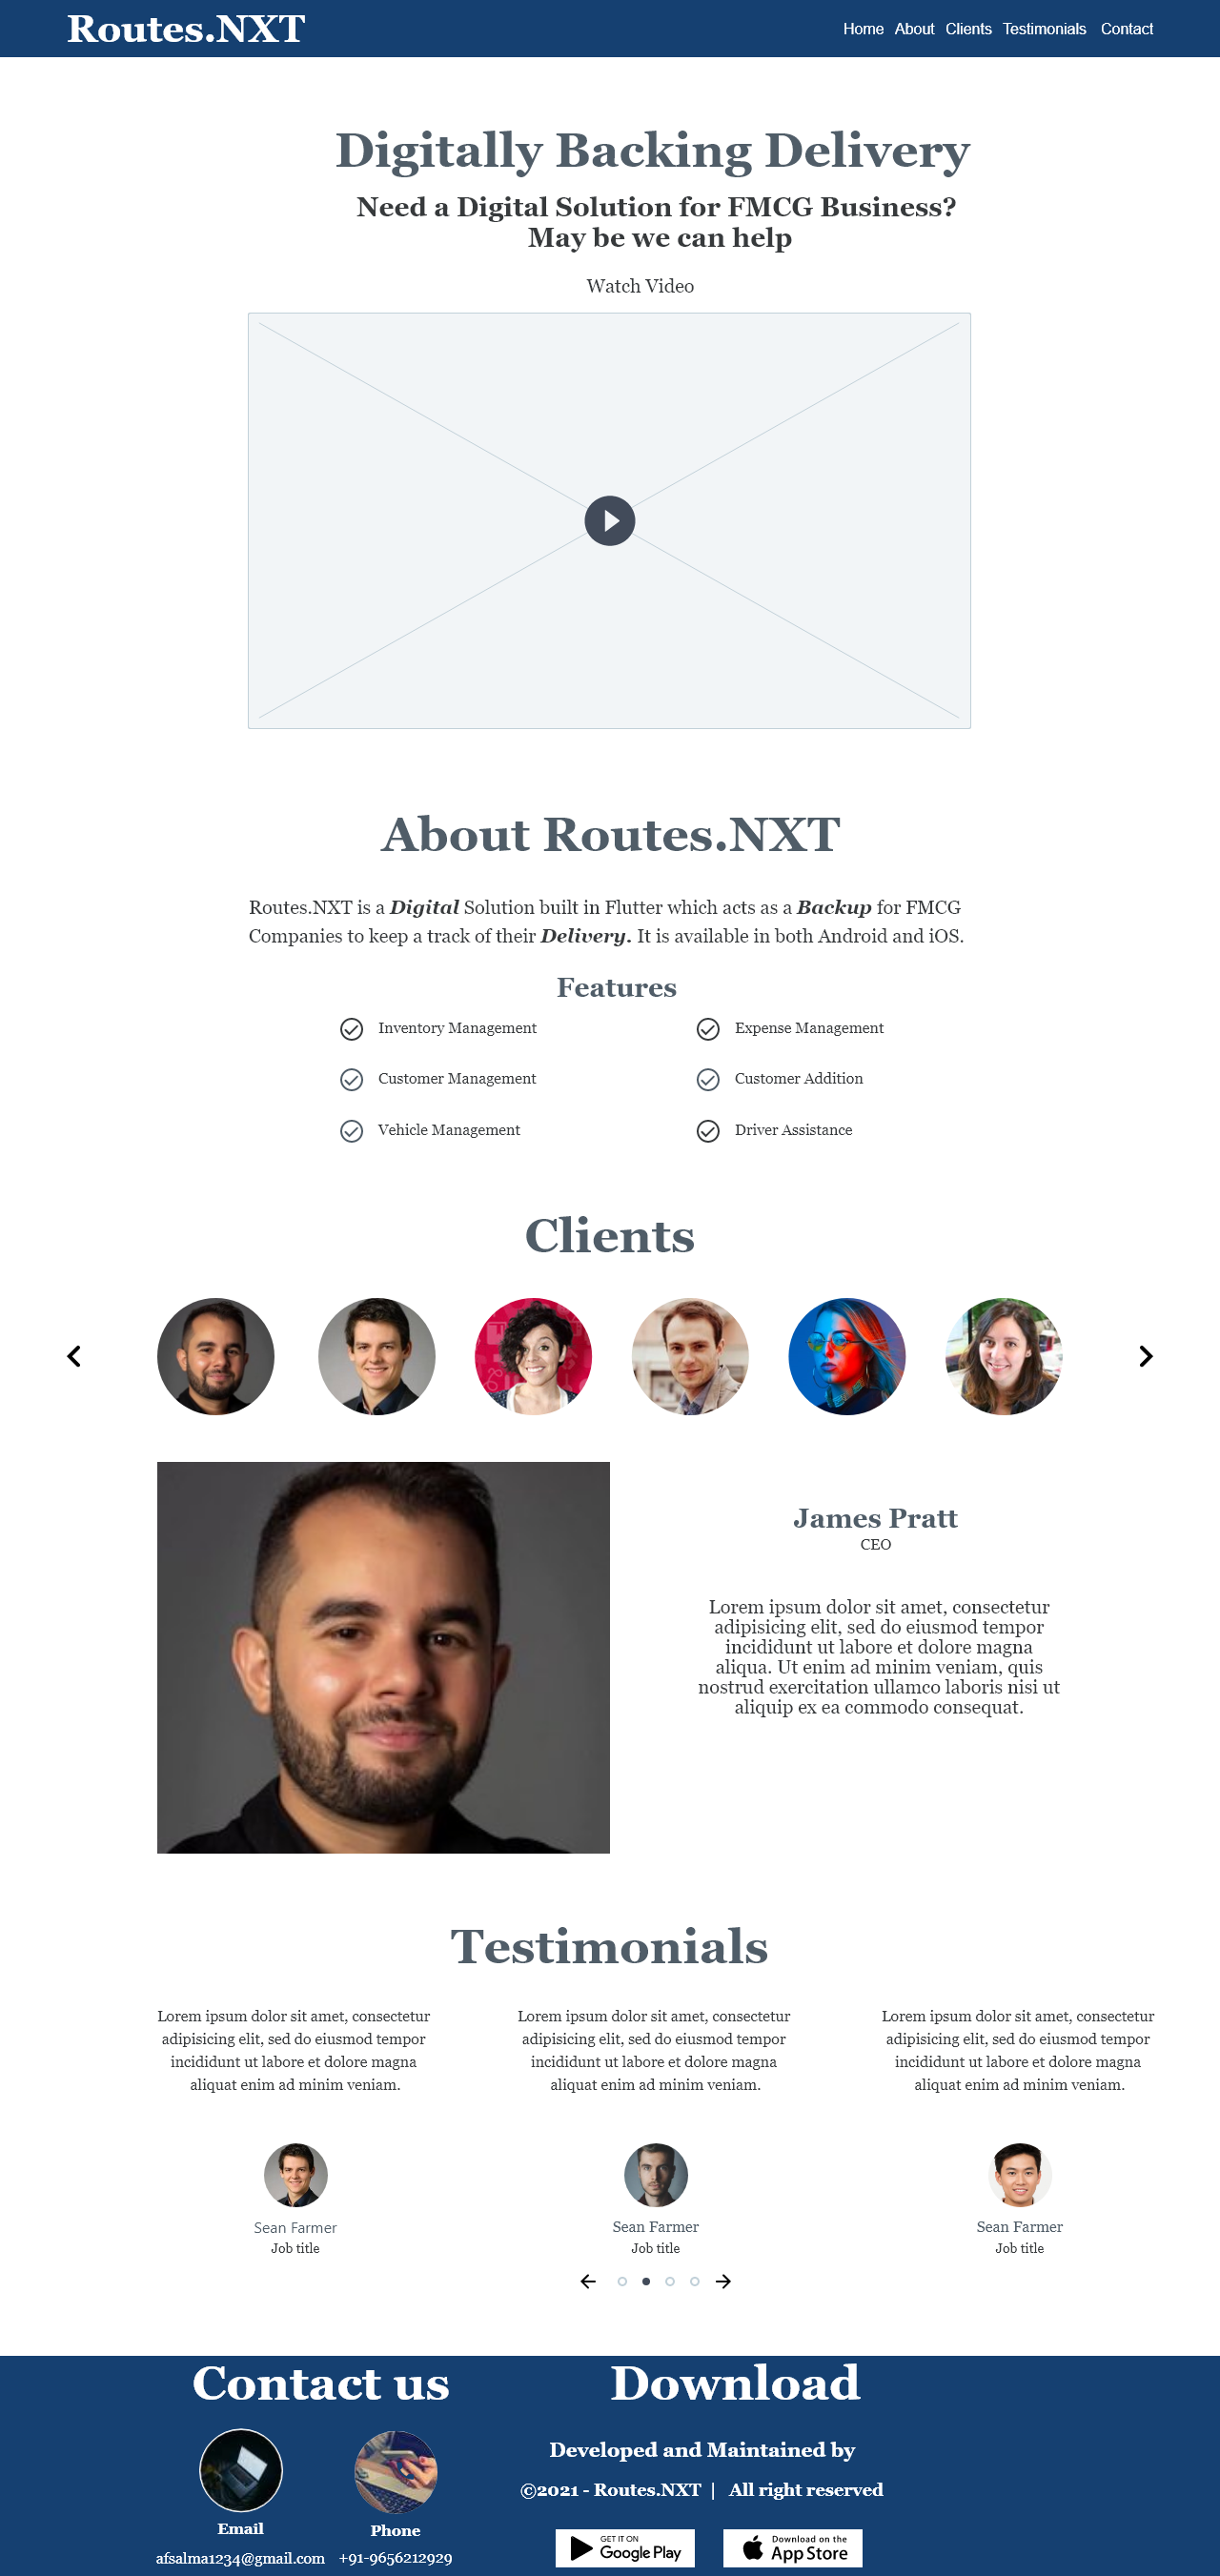 Routes.NXT
Home About Clients Testimonials Contact
Digitally Backing Delivery
Need a Digital Solution for FMCG Business?
May be we can help
Watch Video
About Routes.NXT
Routes.NXT is a Digital Solution built in Flutter which acts as a Backup for FMCG
Companies to keep a track of their Delivery. It is available in both Android and iOS.
Features
Inventory Management
Expense Management
Customer Management
Customer Addition
Vehicle Management
Driver Assistance
Clients
James Pratt
CEO
Lorem ipsum dolor sit amet, consectetur
adipisicing elit, sed do eiusmod tempor
incididunt ut labore et dolore magna
aliqua. Ut enim ad minim veniam, quis
nostrud exercitation ullamco laboris nisi ut
aliquip ex ea commodo consequat.
Testimonials
Lorem ipsum dolor sit amet, consectetur
adipisicing elit, sed do eiusmod tempor
incididunt ut labore et dolore magna
aliquat enim ad minim veniam.
Sean Farmer
Job title
Lorem ipsum dolor sit amet, consectetur
adipisicing elit, sed do eiusmod tempor
incididunt ut labore et dolore magna
aliquat enim ad minim veniam.
Sean Farmer
Job title
Lorem ipsum dolor sit amet, consectetur
adipisicing elit, sed do eiusmod tempor
incididunt ut labore et dolore magna
aliquat enim ad minim veniam.
Sean Farmer
Job title
Contact us
Email
afsalma1234@gmail.com
Phone
+91-9656212929
Download
Developed and Maintained by
©2021 - Routes.NXT | All right reserved
GET IT ON
Google Play
Download on the
App Store